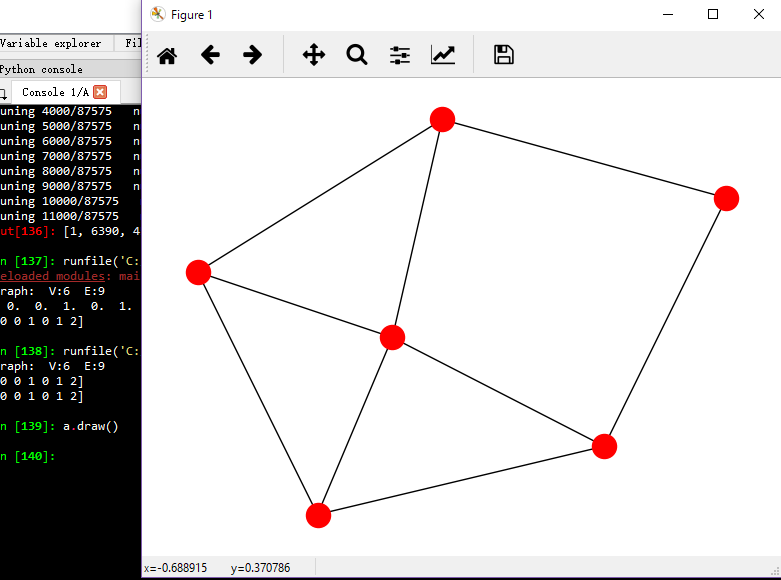 Figure 1
Variable explorer
Fil
Python console
Console 1/A
uning 4000/87575 n
uning 5000/87575 n
uning 6000/87575 n
uning 7000/87575 n
uning 8000/87575 n
uning 9000/87575 n
uning 10000/87575
uning 11000/87575
ut[136]: [1, 6390, 4
n [137]: runfile('C:
eloaded modules: mai
raph: V:6 E:9
0. 0. 1. 0. 1.
0 0 1 0 1 2]
n [138]: runfile('C:
raph: V:6 E:9
0 0 1 0 1 2]
0 0 1 0 1 2]
n [139]: a.draw()
n [140]:
x=-0.688915 y=0.370786